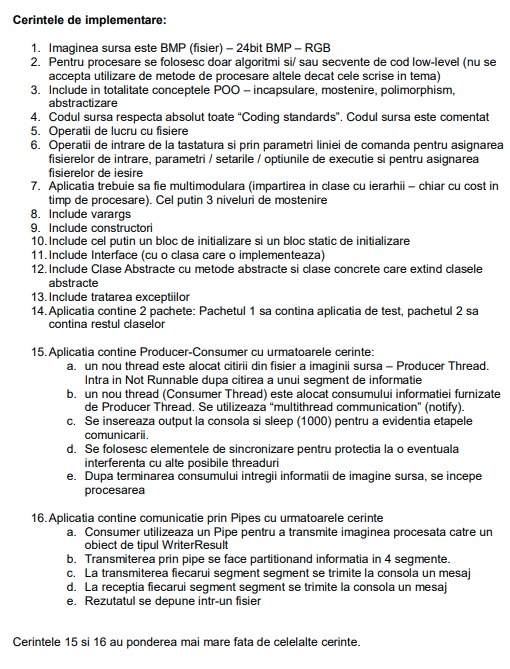 Cerintele de implementare:
1. Imaginea sursa este BMP (fisier) – 24bit BMP – RGB
2. Pentru procesare se folosesc doar algoritmi si/ sau secvente de cod low-level (nu se
accepta utilizare de metode de procesare altele decat cele scrise in tema)
3. Include in totalitate conceptele POO – incapsulare, mostenire, polimorphism,
abstractizare
4. Codul sursa respecta absolut toate “Coding standards”. Codul sursa este comentat
5. Operatii de lucru cu fisiere
6. Operatii de intrare de la tastatura si prin parametri liniei de comanda pentru asignarea
fisierelor de intrare, parametri / setarile / optiunile de executie si pentru asignarea
fisierelor de iesire
7. Aplicatia trebuie sa fie multimodulara (impartirea in clase cu ierarhii – chiar cu cost in
timp de procesare). Cel putin 3 niveluri de mostenire
8. Include varargs
9. Include constructori
10. Include cel putin un bloc de initializare si un bloc static de initializare
11. Include Interface (cu o clasa care o implementeaza)
12. Include Clase Abstracte cu metode abstracte si clase concrete care extind clasele
abstracte
13. Include tratarea exceptiilor
14. Aplicatia contine 2 pachete: Pachetul 1 sa contina aplicatia de test, pachetul 2 sa
contina restul claselor
15. Aplicatia contine Producer-Consumer cu urmatoarele cerinte:
a. un nou thread este alocat citirii din fisier a imaginii sursa – Producer Thread.
Intra in Not Runnable dupa citirea a unui segment de informatie
b. un nou thread (Consumer Thread) este alocat consumului informatiei furnizate
de Producer Thread. Se utilizeaza “multithread communication” (notify).
c. Se insereaza output la consola si sleep (1000) pentru a evidentia etapele
comunicarii.
d. Se folosesc elementele de sincronizare pentru protectia la o eventuala
interferenta cu alte posibile threaduri
e. Dupa terminarea consumului intregii informatii de imagine sursa, se incepe
procesarea
16. Aplicatia contine comunicatie prin Pipes cu urmatoarele cerinte
a. Consumer utilizeaza un Pipe pentru a transmite imaginea procesata catre un
obiect de tipul WriterResult
b. Transmiterea prin pipe se face partitionand informatia in 4 segmente.
c. La transmiterea fiecarui segment segment se trimite la consola un mesaj
d. La receptia fiecarui segment segment se trimite la consola un mesaj
e. Rezutatul se depune intr-un fisier
Cerintele 15 si 16 au ponderea mai mare fata de celelalte cerinte.